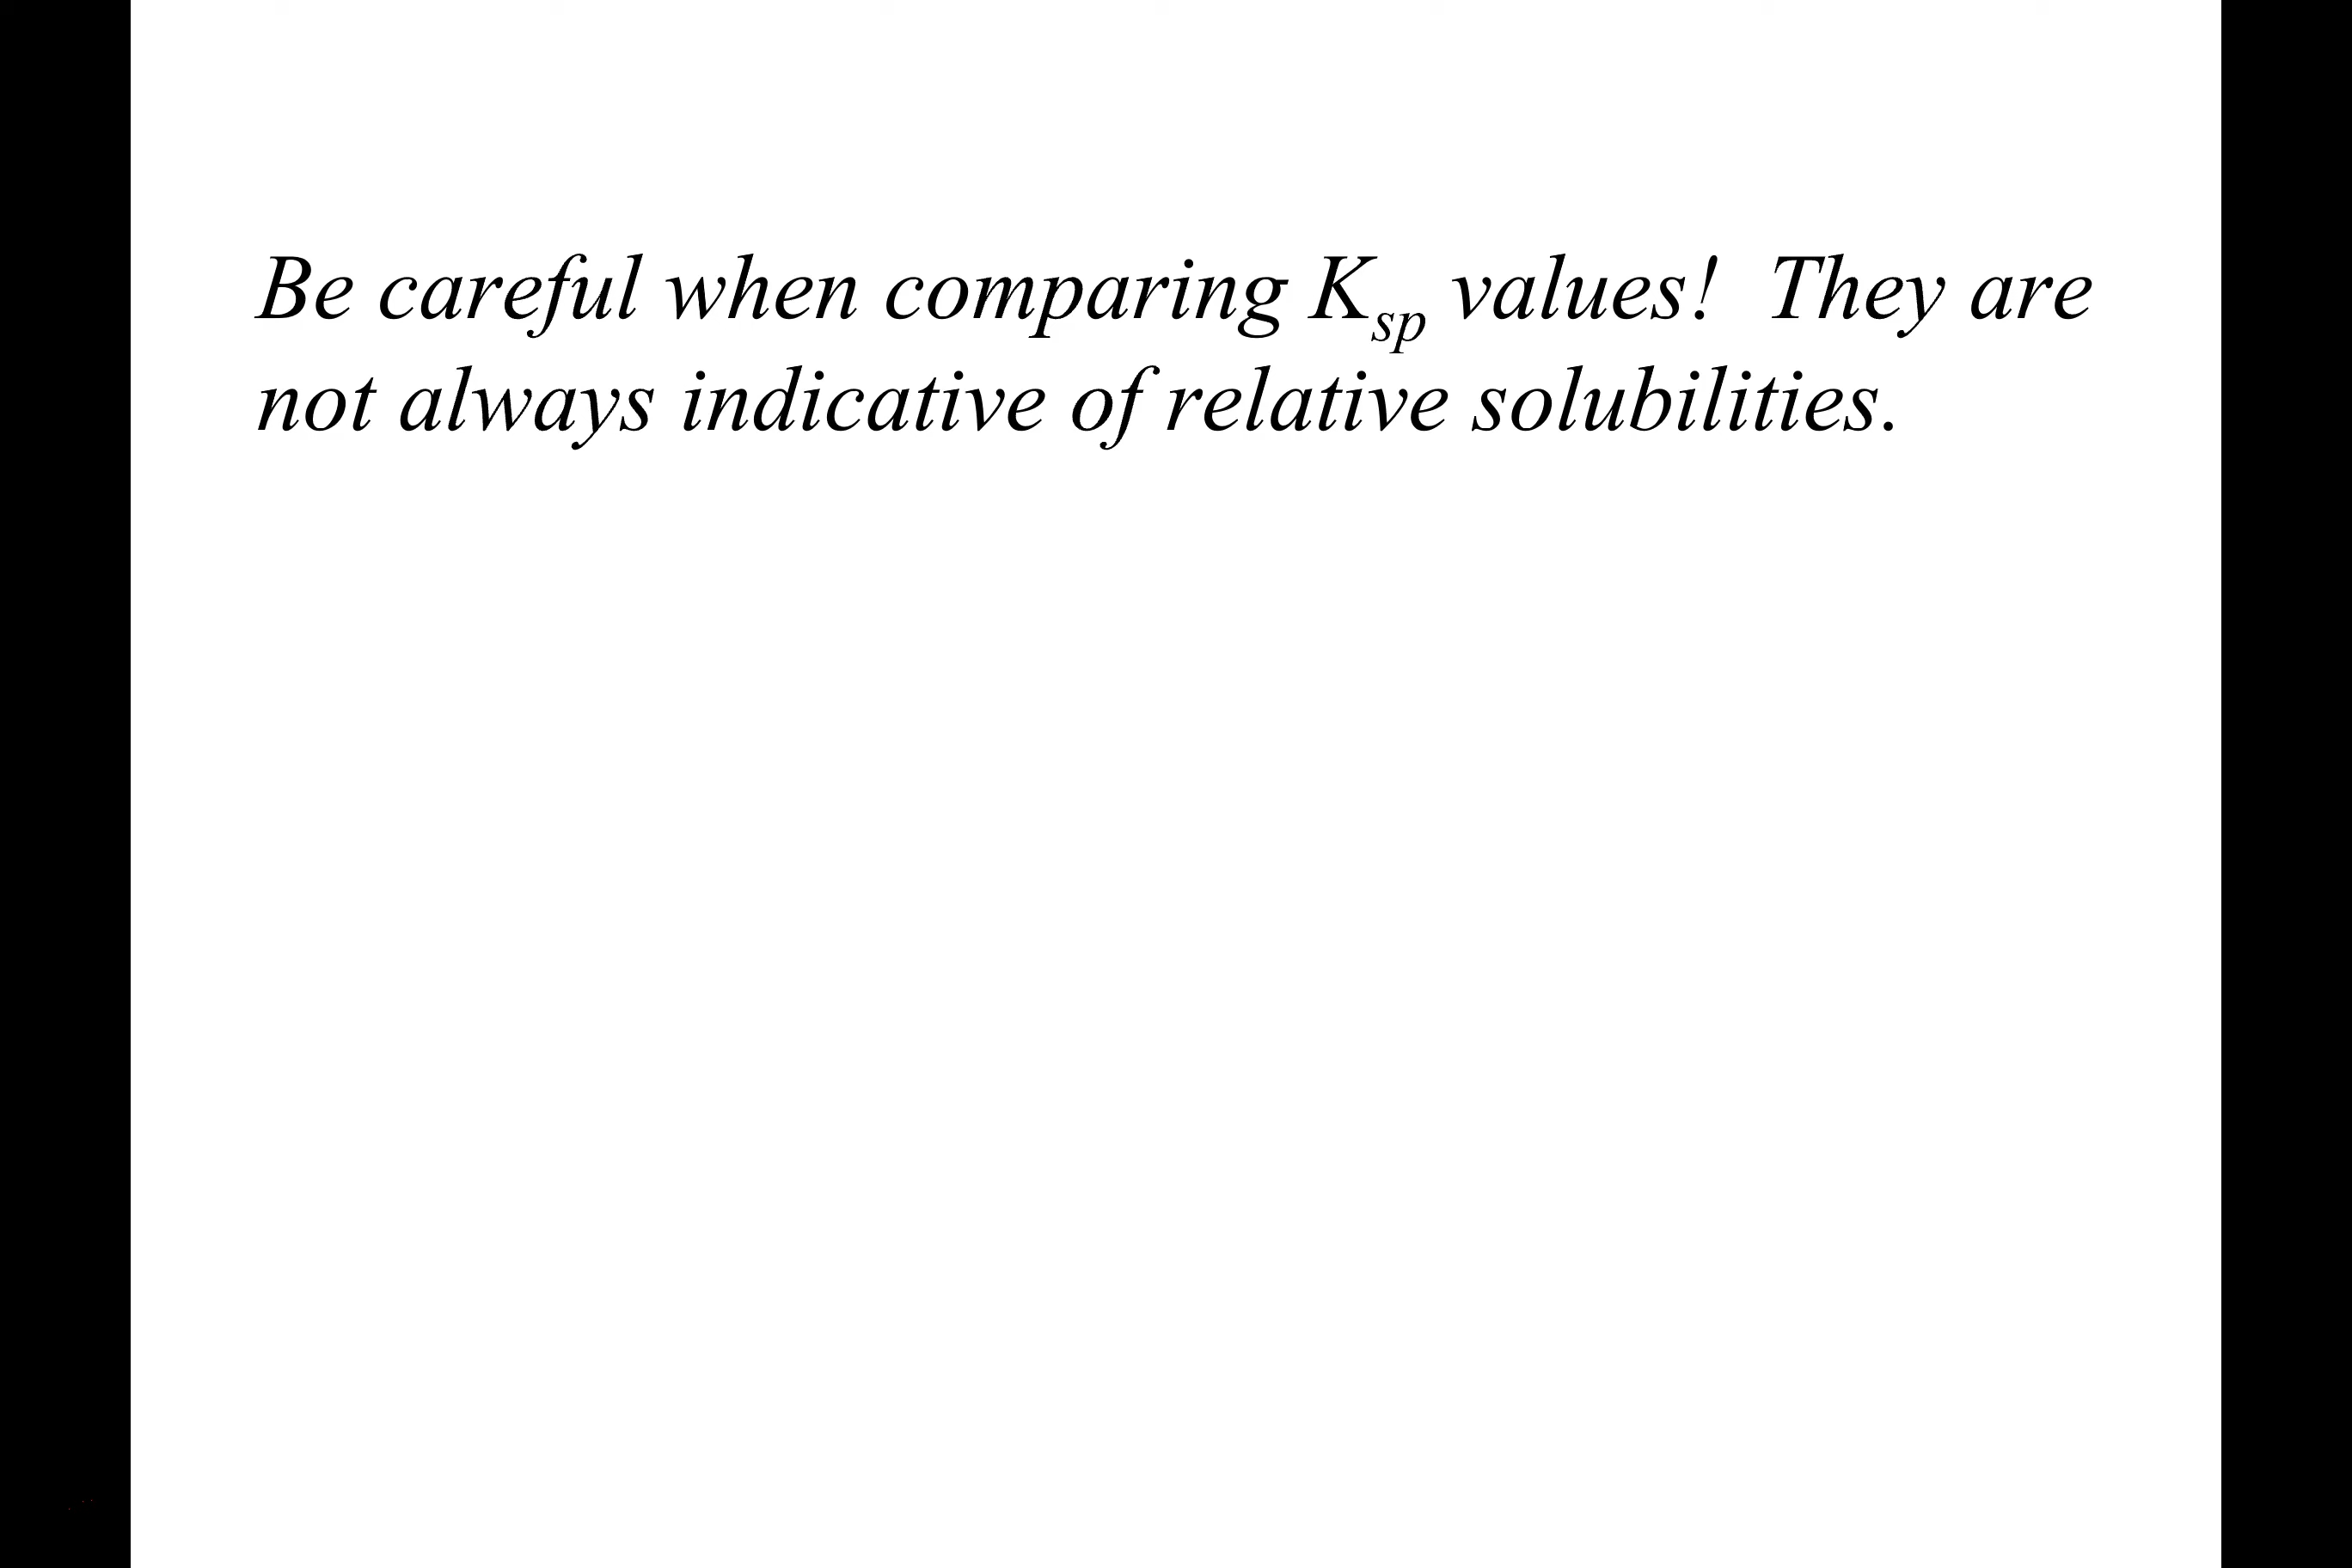 Be careful when comparing Ksp values!  They are
not always indicative of relative solubilities.